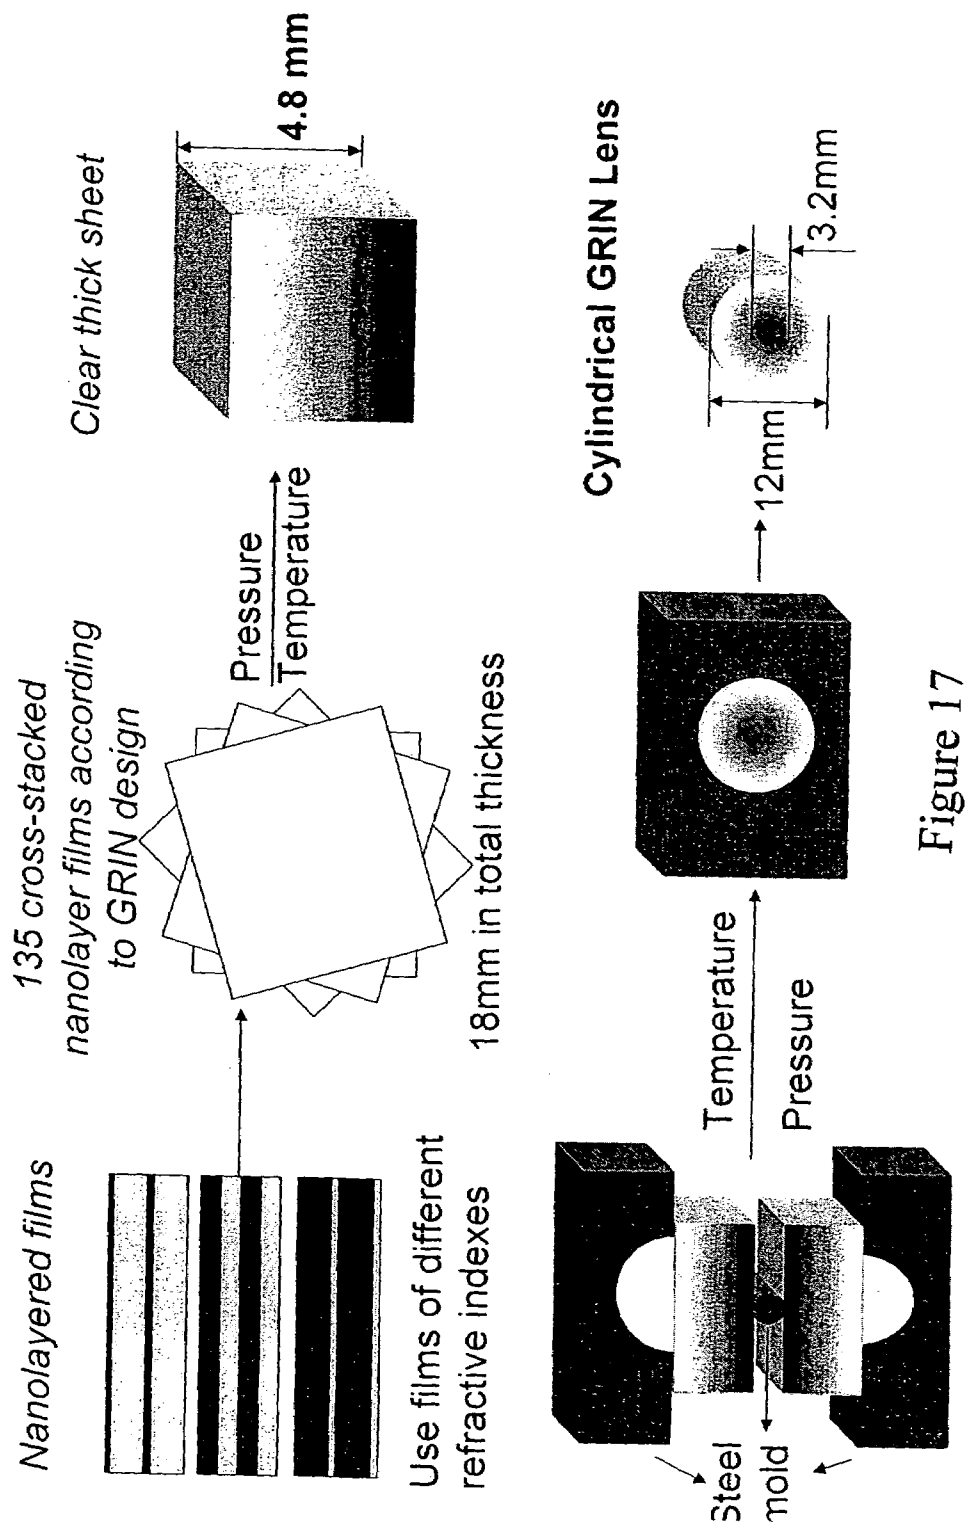 Nanolayered films
Use films of different
refractive indexes
135 cross-stacked
nanolayer films according
to GRIN design
18mm in total thickness
Pressure
Temperature
Clear thick sheet
4.8 mm
Steel
mold
Temperature
Pressure
Cylindrical GRIN Lens
12mm
3.2mm
Figure 17